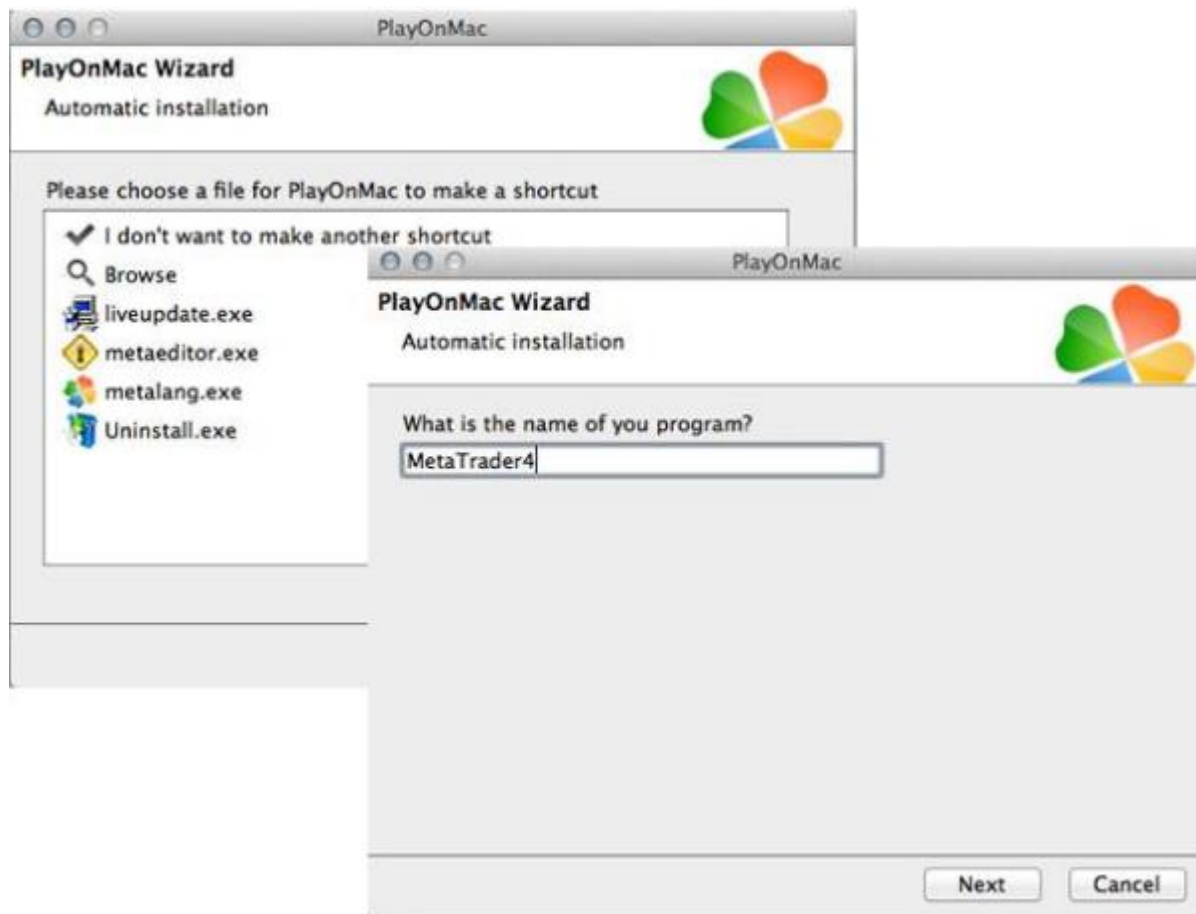 PlayOnMac
PlayOnMac Wizard
Automatic installation
Please choose a file for PlayOnMac to make a shortcut
I don't want to make another shortcut
Browse
liveupdate.exe
metaeditor.exe
metalang.exe
Uninstall.exe
PlayOnMac
PlayOnMac Wizard
Automatic installation
What is the name of you program?
MetaTrader4
Next Cancel